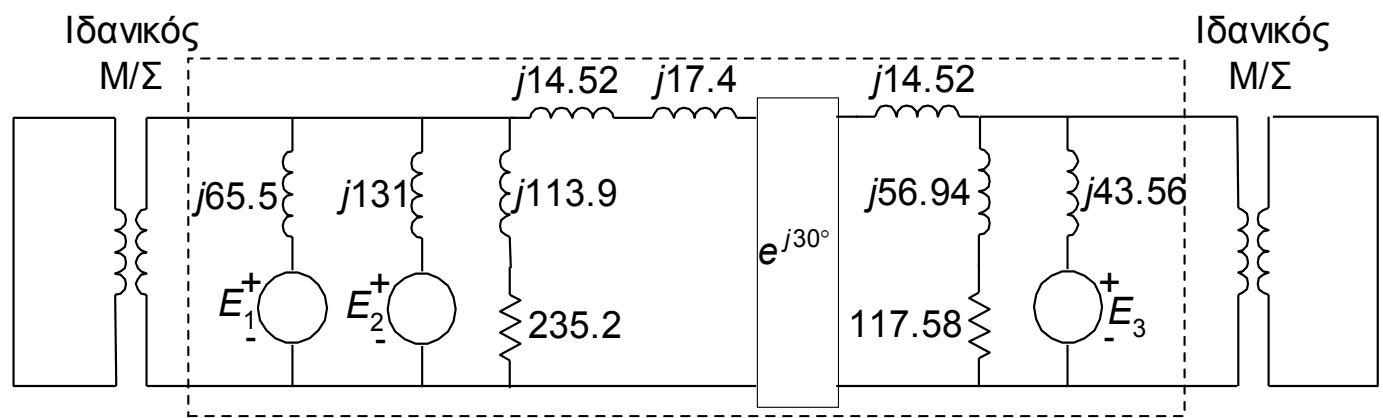 Ιδανικός
Μ/Σ
Ιδανικός
Μ/Σ
j14.52 j17.4 j14.52
j65.5 j131 j113.9 j56.94 j43.56
e^{j30°}
E₁ + -
E₂ + -
235.2
117.58
+ - E₃